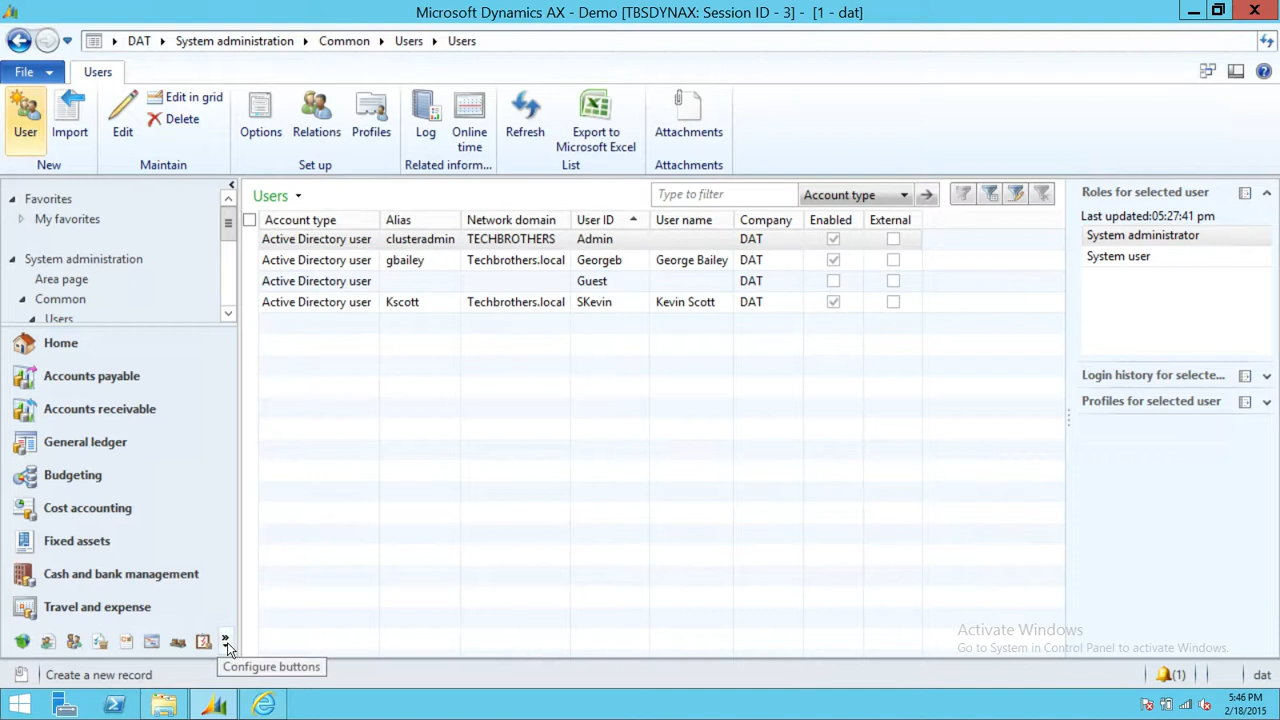 Microsoft Dynamics AX - Demo [TBSDYNAX: Session ID - 3] - [1 - dat]
DAT System administration Common Users Users
File Users
User Import Edit Edit in grid Delete Options Relations Profiles Log Online time Refresh Export to Microsoft Excel Attachments
New Maintain Set up Related inform... List Attachments
Favorites
My favorites
System administration
Area page
Common
Users
Home
Accounts payable
Accounts receivable
General ledger
Budgeting
Cost accounting
Fixed assets
Cash and bank management
Travel and expense
»
Configure buttons
Users Type to filter Account type
Account type Alias Network domain User ID User name Company Enabled External
Active Directory user clusteradmin TECHBROTHERS Admin DAT
Active Directory user gbailey Techbrothers.local Georgeb George Bailey DAT
Active Directory user Guest DAT
Active Directory user Kscott Techbrothers.local SKevin Kevin Scott DAT
Roles for selected user
Last updated:05:27:41 pm
System administrator
System user
Login history for selecte...
Profiles for selected user
Activate Windows
Go to System in Control Panel to activate Windows.
Create a new record (1) dat
5:46 PM
2/18/2015